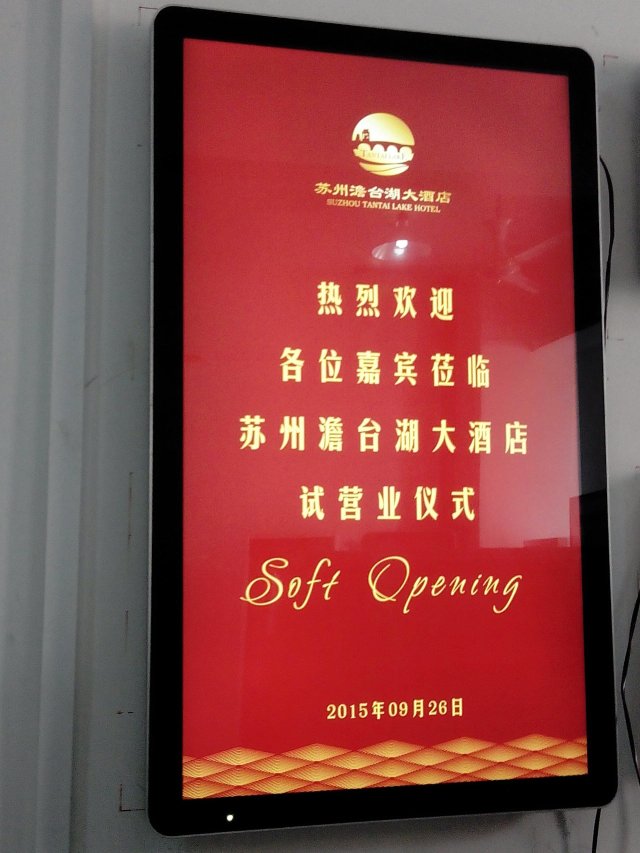 TANTAI LAKE
苏州澹台湖大酒店
SUZHOU TANTAI LAKE HOTEL
热烈欢迎
各位嘉宾莅临
苏州澹台湖大酒店
试营业仪式
Soft Opening
2015年09月26日